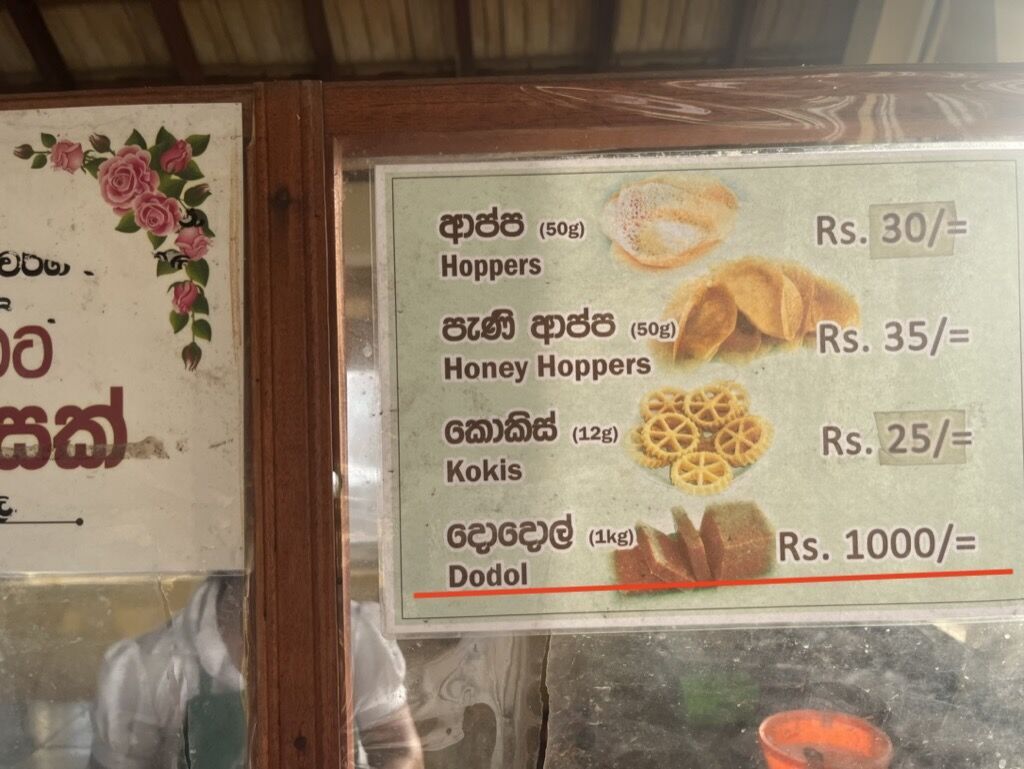 ආප්ප (50g) Rs. 30/=
Hoppers
පැණි ආප්ප (50g) Rs. 35/=
Honey Hoppers
කොකිස් (12g) Rs. 25/=
Kokis
දොදොල් (1kg) Rs. 1000/=
Dodol